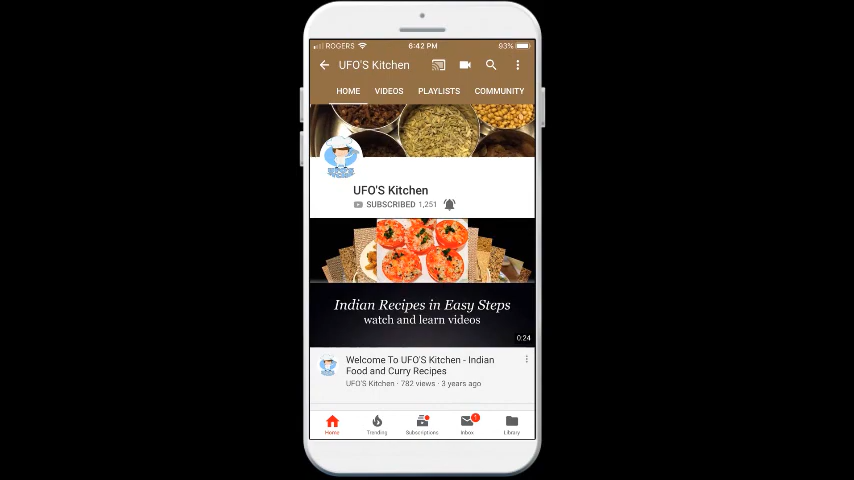 ROGERS 6:42 PM 93%
UFO'S Kitchen
HOME VIDEOS PLAYLISTS COMMUNITY
UFO'S Kitchen
SUBSCRIBED 1,251
Indian Recipes in Easy Steps
watch and learn videos
0:24
Welcome To UFO'S Kitchen - Indian
Food and Curry Recipes
UFO'S Kitchen · 782 views · 3 years ago
Home Trending Subscriptions Inbox Library